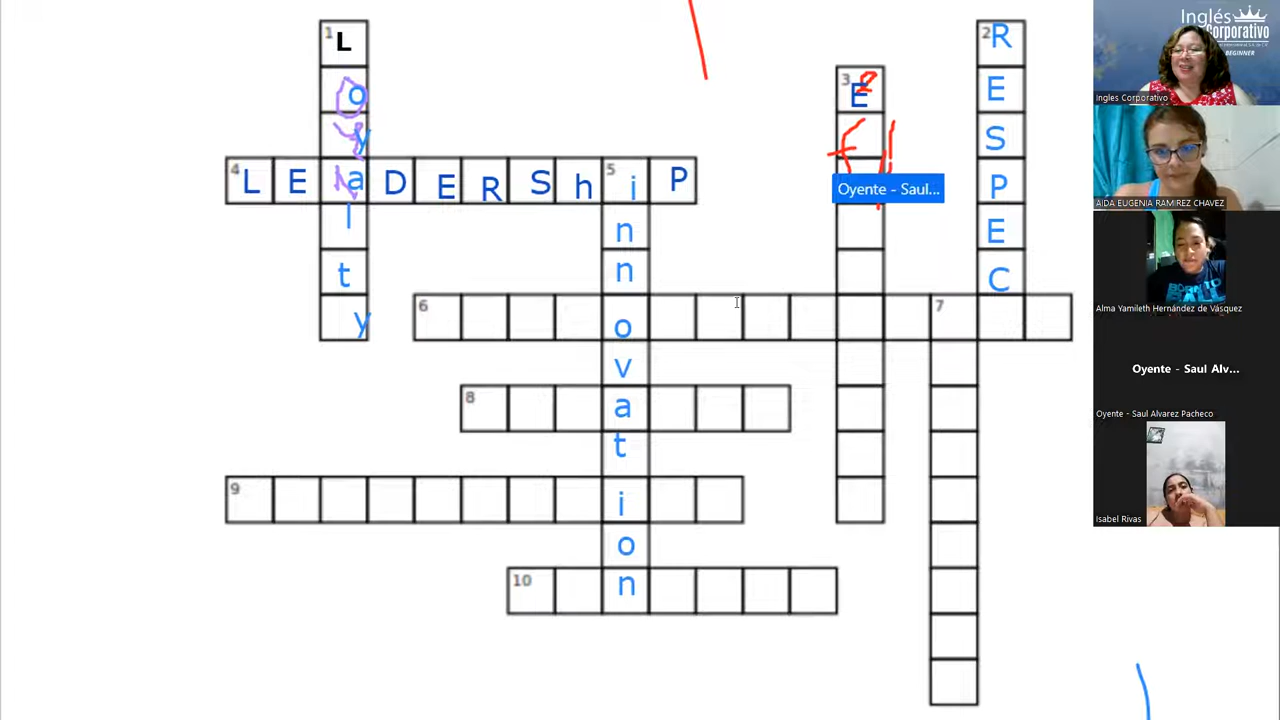 1 L o y a l t y
2 R E S P E C
3 E
4 L E A D E R S h i P
5 i n n o v a t i o n
6
7
8
9
10
Oyente - Saul...
Inglés
Corporativo
BEGINNER
Ingles Corporativo
AIDA EUGENIA RAMIREZ CHAVEZ
Alma Yamileth Hernández de Vásquez
Oyente - Saul Alv...
Oyente - Saul Alvarez Pacheco
Isabel Rivas